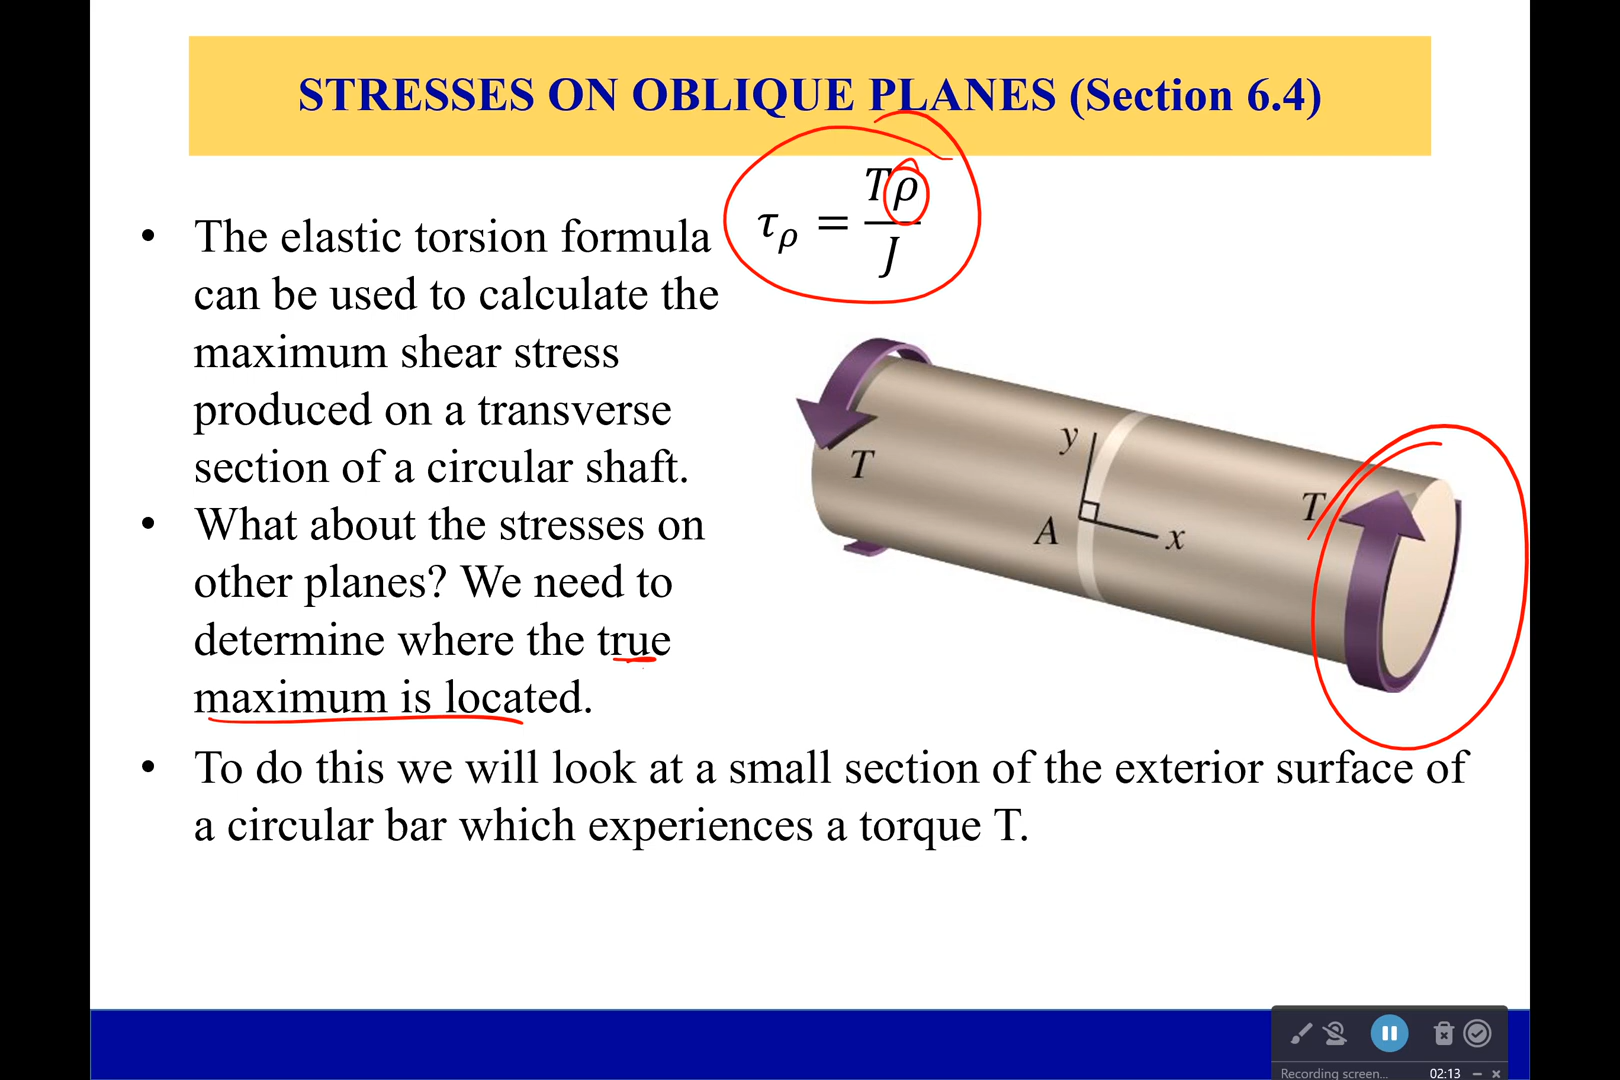 STRESSES ON OBLIQUE PLANES (Section 6.4)
τρ = Tρ/J
• The elastic torsion formula
can be used to calculate the
maximum shear stress
produced on a transverse
section of a circular shaft.
• What about the stresses on
other planes? We need to
determine where the true
maximum is located.
T
y
A
x
T
• To do this we will look at a small section of the exterior surface of
a circular bar which experiences a torque T.
Recording screen... 02:13